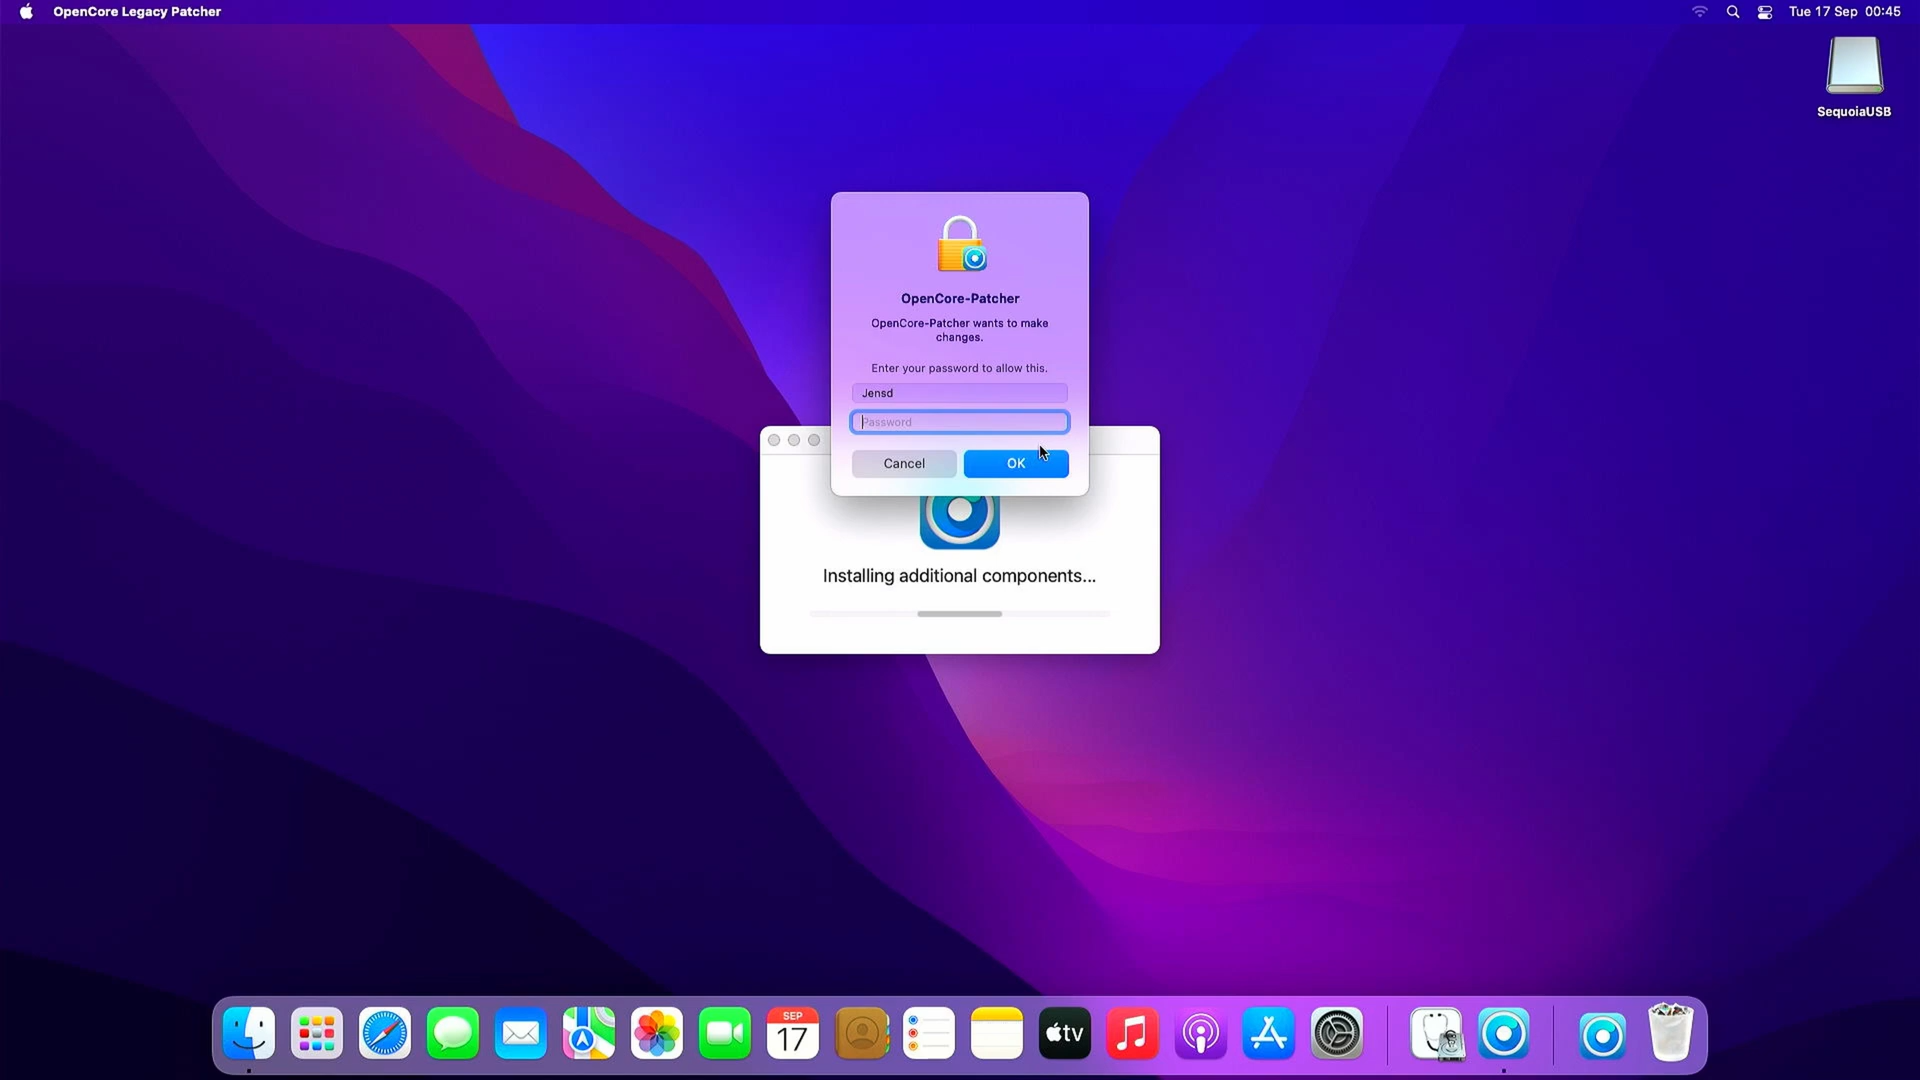 OpenCore Legacy Patcher
Tue 17 Sep 00:45
SequoiaUSB
OpenCore-Patcher
OpenCore-Patcher wants to make
changes.
Enter your password to allow this.
Jensd
Password
Cancel
OK
Installing additional components...
SEP
17
tv